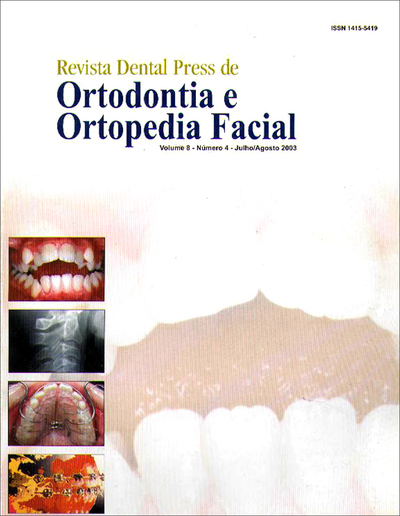 ISSN 1415-5419
Revista Dental Press de
Ortodontia e
Ortopedia Facial
Volume 8 - Número 4 - Julho/Agosto 2003